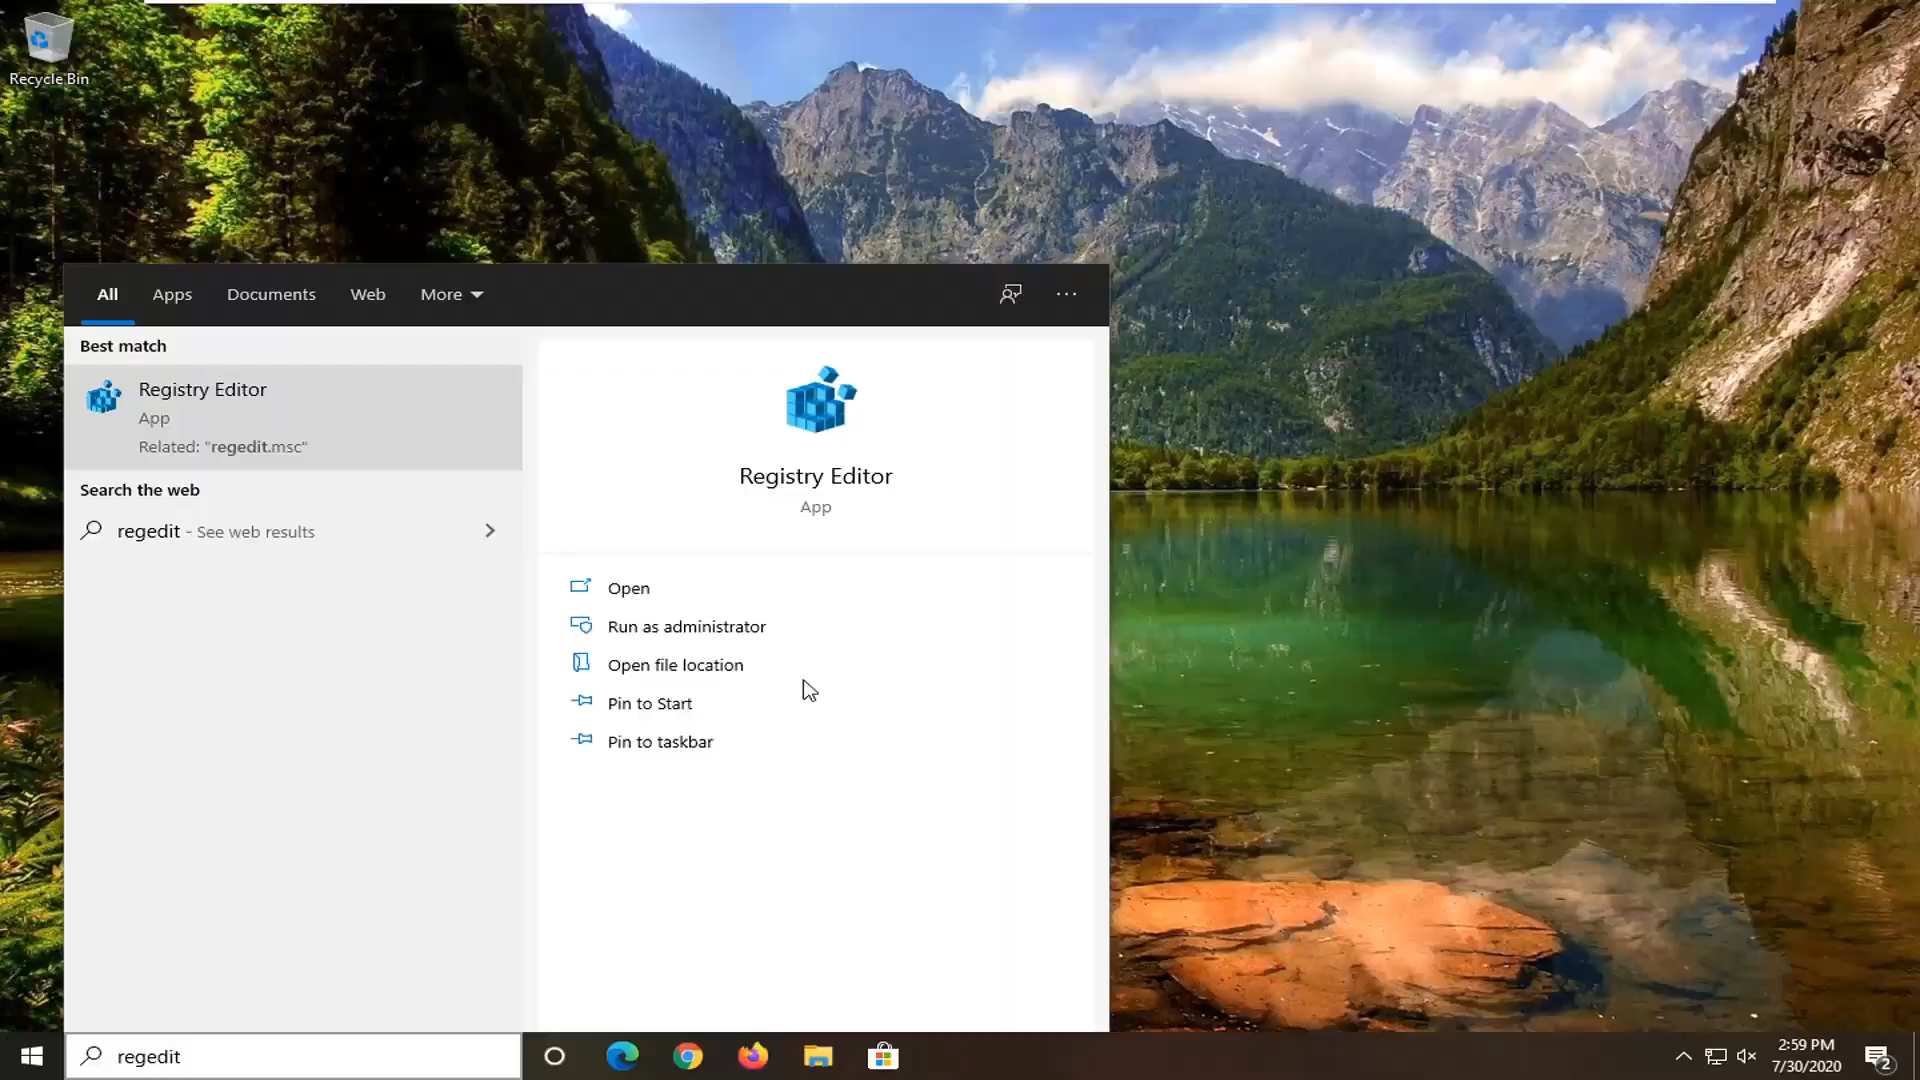 Recycle Bin
All Apps Documents Web More
Best match
Registry Editor
App
Related: "regedit.msc"
Search the web
regedit - See web results
Registry Editor
App
Open
Run as administrator
Open file location
Pin to Start
Pin to taskbar
regedit
2:59 PM
7/30/2020
2